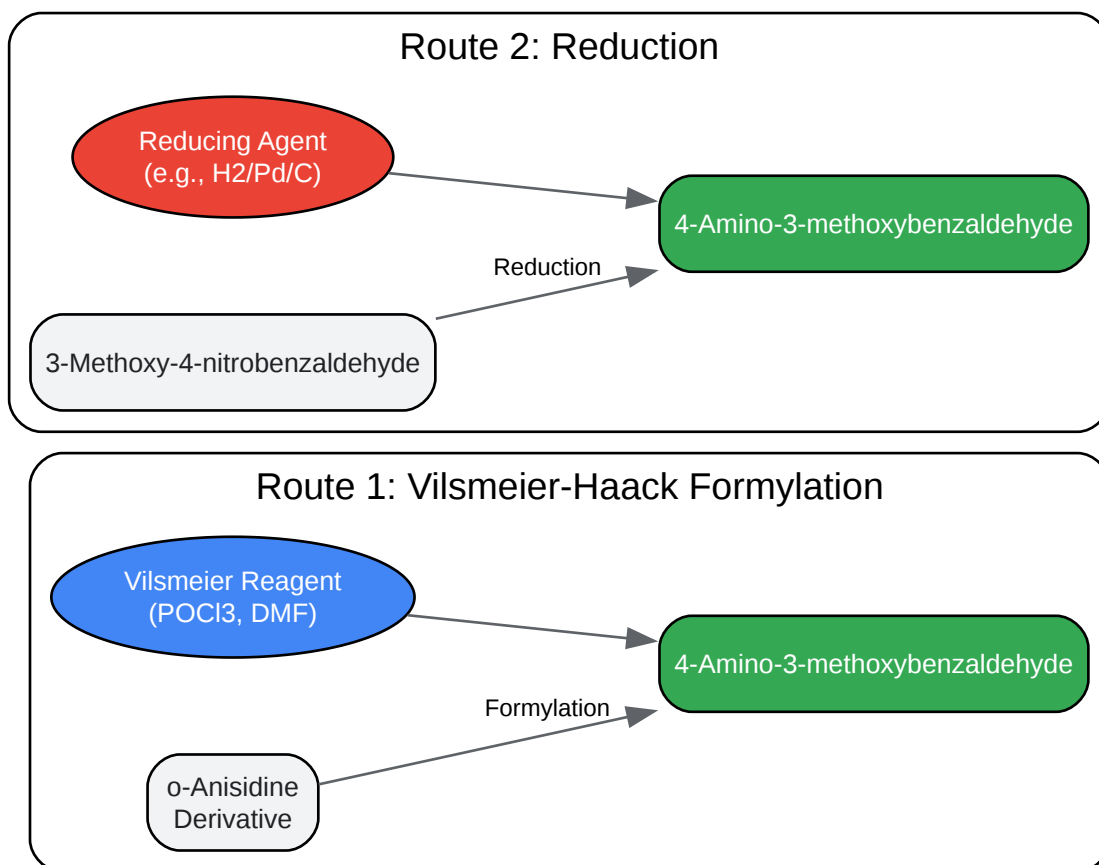 Route 2: Reduction
Reducing Agent
(e.g., H2/Pd/C)
4-Amino-3-methoxybenzaldehyde
Reduction
3-Methoxy-4-nitrobenzaldehyde
Route 1: Vilsmeier-Haack Formylation
Vilsmeier Reagent
(POCl3, DMF)
4-Amino-3-methoxybenzaldehyde
Formylation
o-Anisidine
Derivative